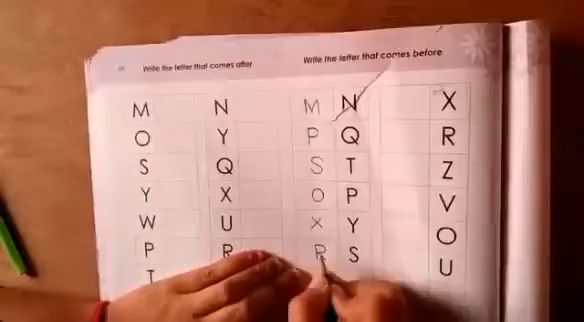 Write the letter that comes after
Write the letter that comes before
M N M N X
O Y P Q R
S Q S T Z
Y X O P V
W U X Y O
P R R S U
T